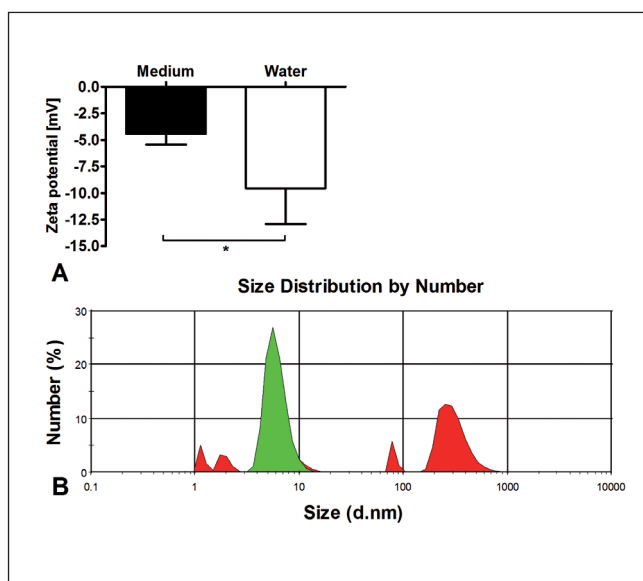 Medium Water
Zeta potential [mV]
0.0
-2.5
-5.0
-7.5
-10.0
-12.5
-15.0
*
A
Size Distribution by Number
Number (%)
30
20
10
0
B
0.1 1 10 100 1000 10000
Size (d.nm)